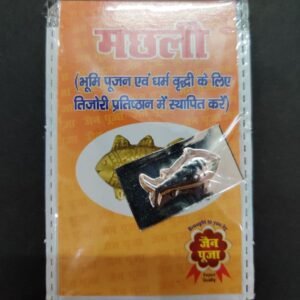 मछली
(भूमि पूजन एवं धर्म वृद्धी के लिए
तिजोरी प्रतिष्ठान में स्थापित करें)
जैन
पूजा